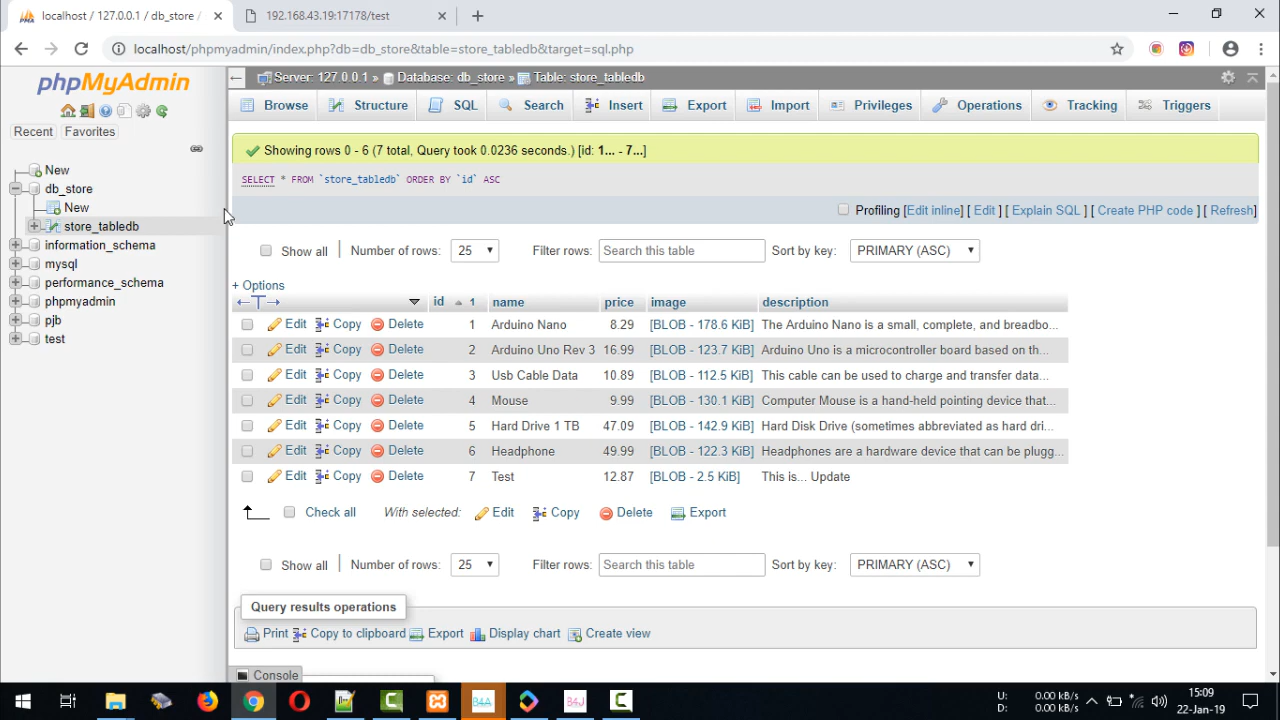 localhost / 127.0.0.1 / db_store /
192.168.43.19:17178/test
localhost/phpmyadmin/index.php?db=db_store&table=store_tabledb&target=sql.php
phpMyAdmin
Recent Favorites
New
db_store
New
store_tabledb
information_schema
mysql
performance_schema
phpmyadmin
pjb
test
Server: 127.0.0.1 » Database: db_store » Table: store_tabledb
Browse Structure SQL Search Insert Export Import Privileges Operations Tracking Triggers
Showing rows 0 - 6 (7 total, Query took 0.0236 seconds.) [id: 1... - 7...]
SELECT * FROM `store_tabledb` ORDER BY `id` ASC
Profiling [Edit inline] [ Edit ] [ Explain SQL ] [ Create PHP code ] [ Refresh]
Show all Number of rows: 25 Filter rows: Search this table Sort by key: PRIMARY (ASC)
+ Options
id 1 name price image description
Edit Copy Delete 1 Arduino Nano 8.29 [BLOB - 178.6 KiB] The Arduino Nano is a small, complete, and breadbo...
Edit Copy Delete 2 Arduino Uno Rev 3 16.99 [BLOB - 123.7 KiB] Arduino Uno is a microcontroller board based on th...
Edit Copy Delete 3 Usb Cable Data 10.89 [BLOB - 112.5 KiB] This cable can be used to charge and transfer data...
Edit Copy Delete 4 Mouse 9.99 [BLOB - 130.1 KiB] Computer Mouse is a hand-held pointing device that...
Edit Copy Delete 5 Hard Drive 1 TB 47.09 [BLOB - 142.9 KiB] Hard Disk Drive (sometimes abbreviated as hard dri...
Edit Copy Delete 6 Headphone 49.99 [BLOB - 122.3 KiB] Headphones are a hardware device that can be plugg...
Edit Copy Delete 7 Test 12.87 [BLOB - 2.5 KiB] This is... Update
Check all With selected: Edit Copy Delete Export
Show all Number of rows: 25 Filter rows: Search this table Sort by key: PRIMARY (ASC)
Query results operations
Print Copy to clipboard Export Display chart Create view
Console
B4A B4J
U: 0.00 kB/s
D: 0.00 kB/s
15:09
22-Jan-19